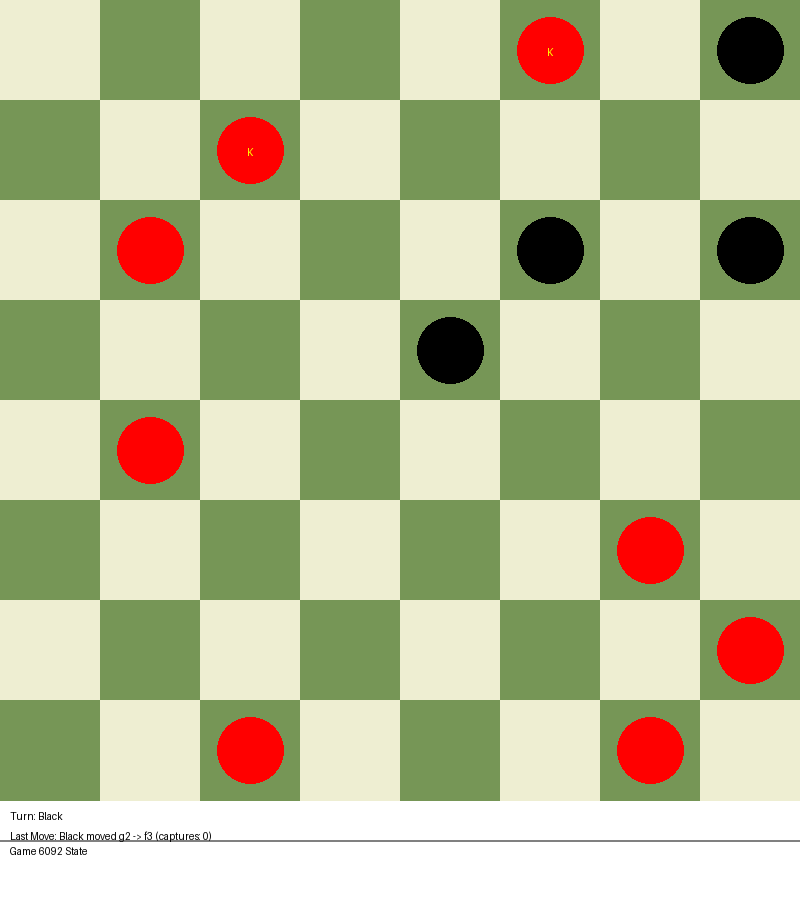 K
K
Turn: Black
Last Move: Black moved g2 -> f3 (captures: 0)
Game 6092 State